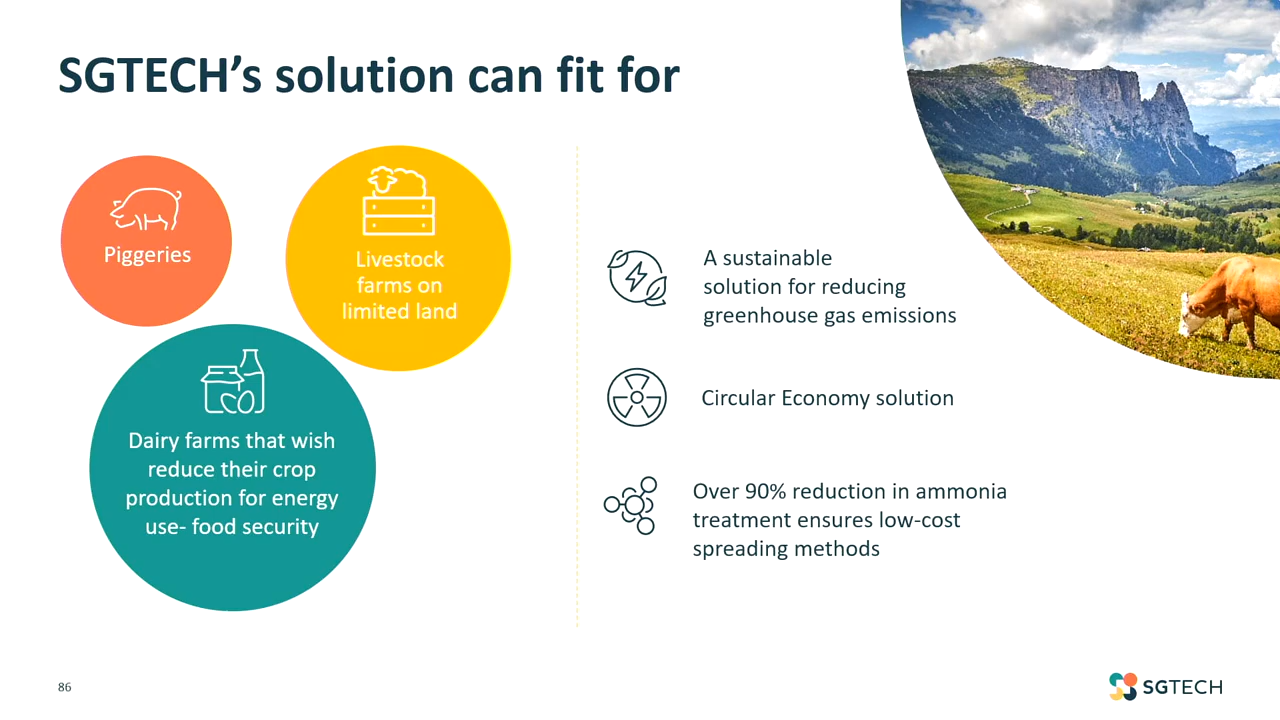 SGTECH’s solution can fit for
Piggeries
Livestock
farms on
limited land
Dairy farms that wish
reduce their crop
production for energy
use- food security
A sustainable
solution for reducing
greenhouse gas emissions
Circular Economy solution
Over 90% reduction in ammonia
treatment ensures low-cost
spreading methods
86
SGTECH